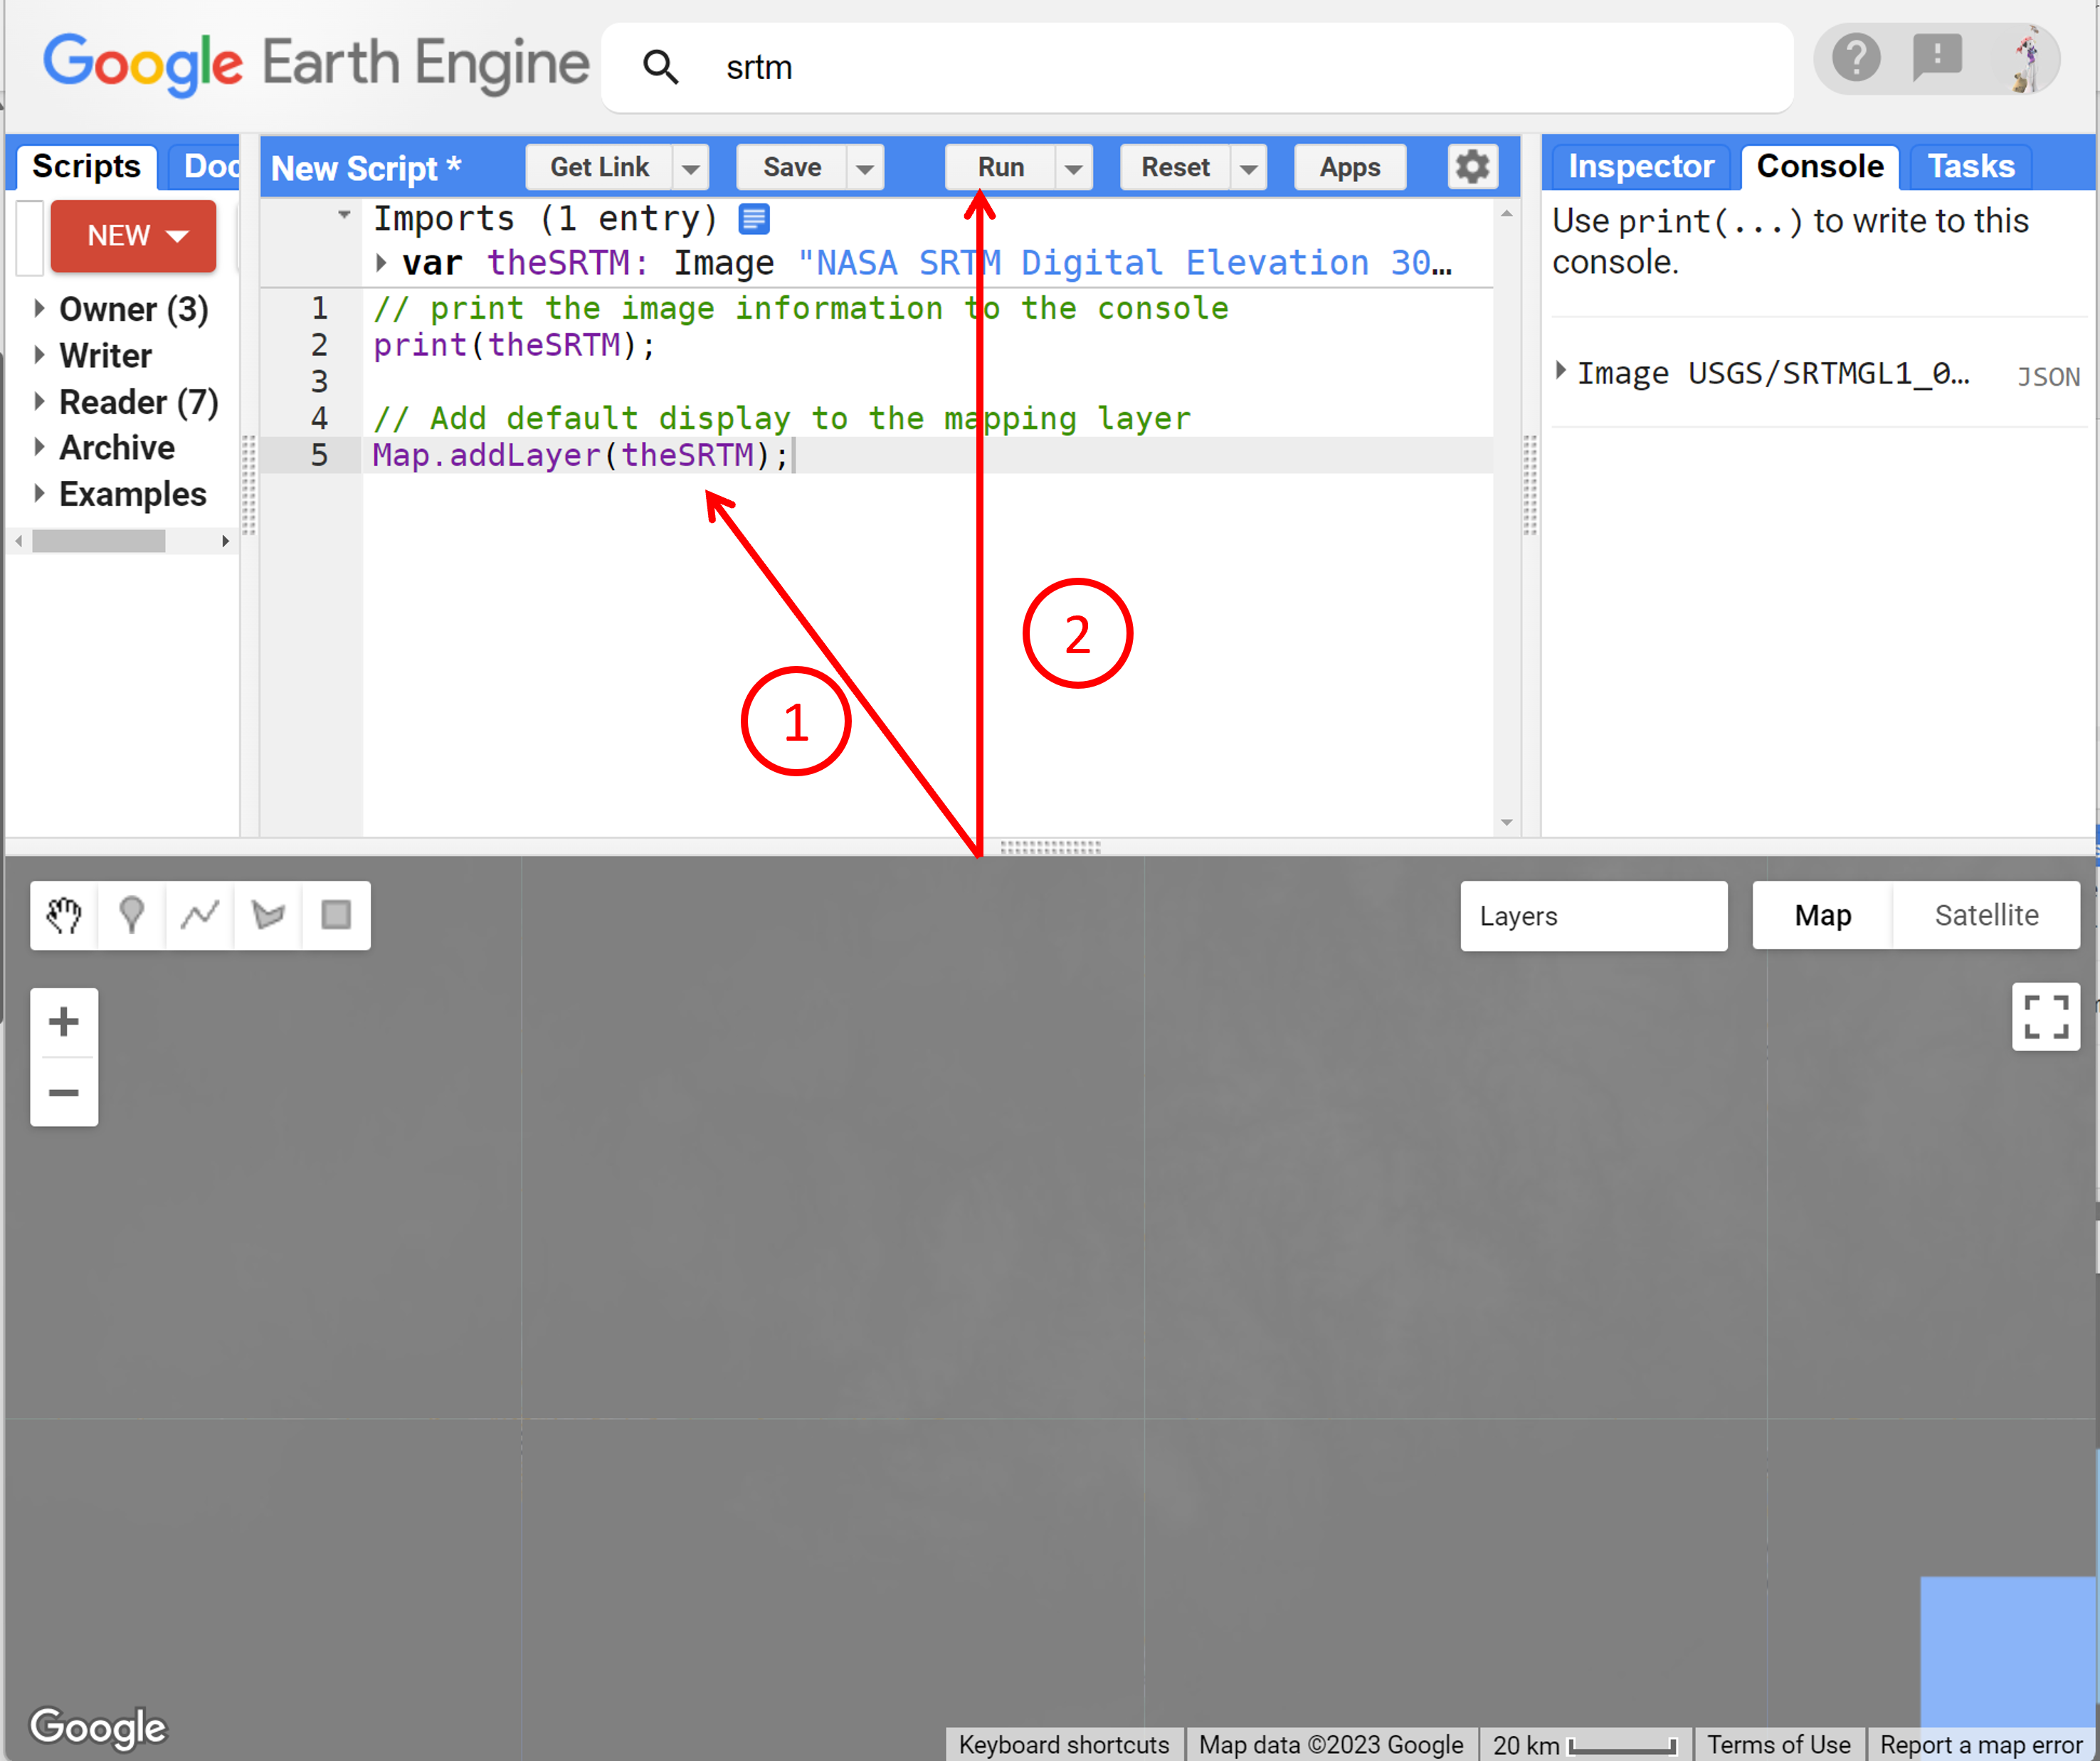 Google Earth Engine
srtm
Scripts
Doc
New Script *
Get Link
Save
Run
Reset
Apps
Inspector
Console
Tasks
NEW
Owner (3)
Writer
Reader (7)
Archive
Examples
Imports (1 entry)
var theSRTM: Image "NASA SRTM Digital Elevation 30…
1 // print the image information to the console
2 print(theSRTM);
3
4 // Add default display to the mapping layer
5 Map.addLayer(theSRTM);
Use print(...) to write to this
console.
Image USGS/SRTMGL1_0… JSON
1
2
Layers
Map
Satellite
Google
Keyboard shortcuts
Map data ©2023 Google
20 km
Terms of Use
Report a map error